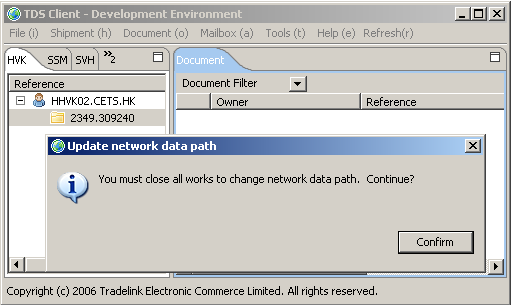 TDS Client - Development Environment
File (i) Shipment (h) Document (o) Mailbox (a) Tools (t) Help (e) Refresh(r)
HVK SSM SVH »2 Document
Document Filter
Reference Owner Reference
HHVK02.CETS.HK
2349.309240
Update network data path
You must close all works to change network data path. Continue?
Confirm
Copyright (c) 2006 Tradelink Electronic Commerce Limited. All rights reserved.